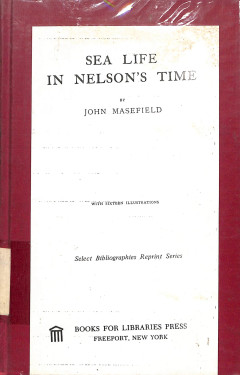 SEA LIFE
IN NELSON'S TIME
BY
JOHN MASEFIELD
WITH SIXTEEN ILLUSTRATIONS
Select Bibliographies Reprint Series
BOOKS FOR LIBRARIES PRESS
FREEPORT, NEW YORK